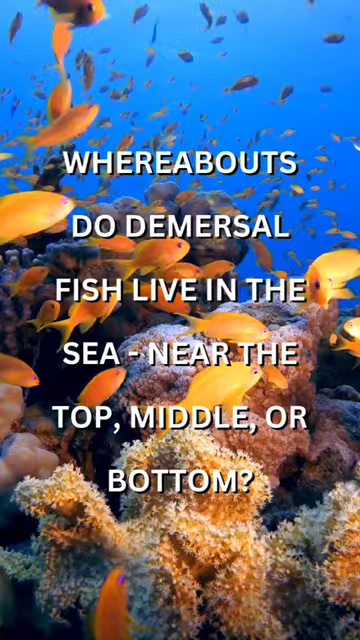 WHEREABOUTS
DO DEMERSAL
FISH LIVE IN THE
SEA - NEAR THE
TOP, MIDDLE, OR
BOTTOM?